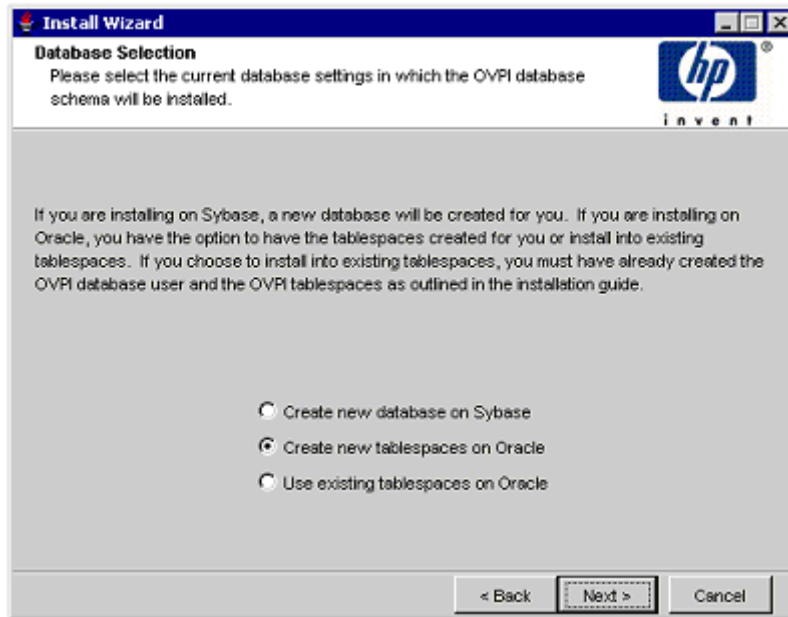 Install Wizard
Database Selection
Please select the current database settings in which the OVPI database
schema will be installed.
hp
®
invent
If you are installing on Sybase, a new database will be created for you. If you are installing on
Oracle, you have the option to have the tablespaces created for you or install into existing
tablespaces. If you choose to install into existing tablespaces, you must have already created the
OVPI database user and the OVPI tablespaces as outlined in the installation guide.
Create new database on Sybase
Create new tablespaces on Oracle
Use existing tablespaces on Oracle
< Back Next > Cancel